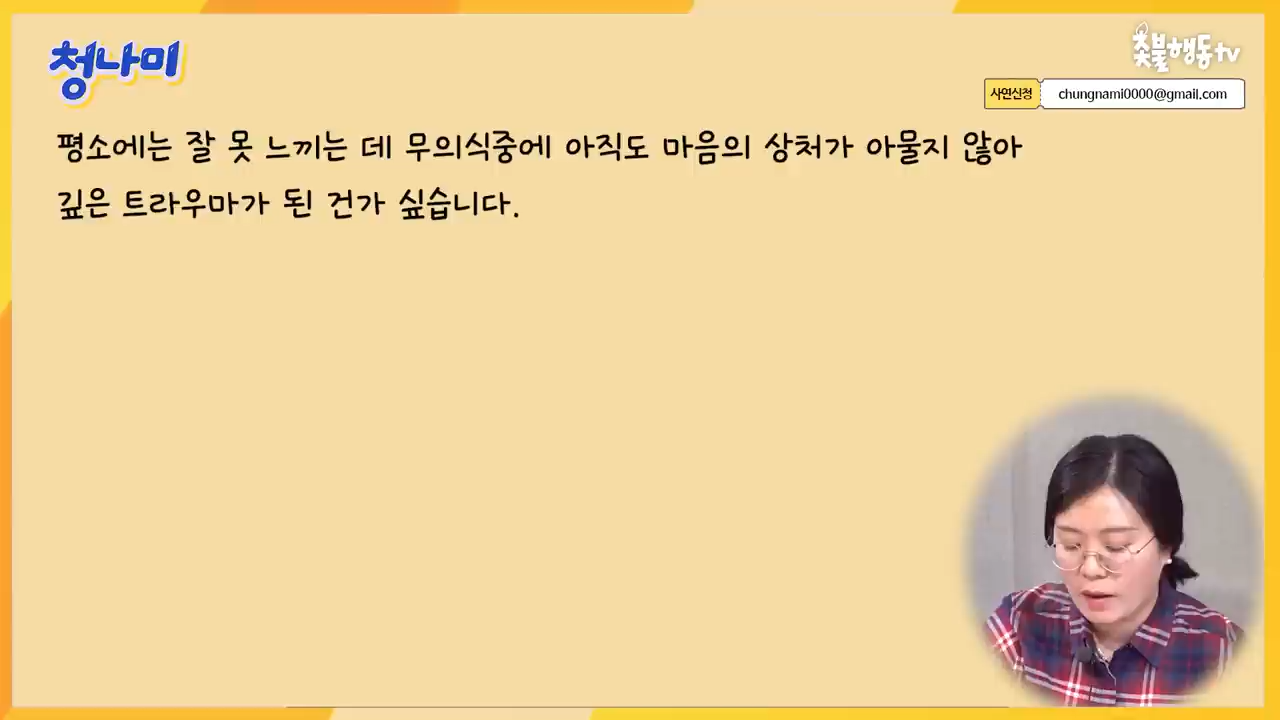 청나미
촛불행동tv
사연신청 chungnami0000@gmail.com
평소에는 잘 못 느끼는 데 무의식중에 아직도 마음의 상처가 아물지 않아
깊은 트라우마가 된 건가 싶습니다.